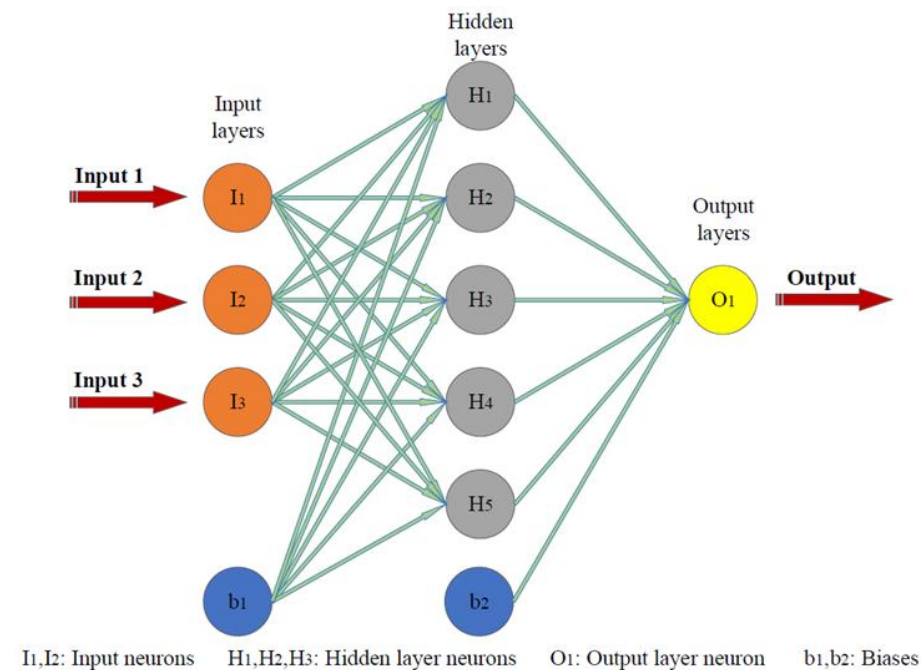 Hidden
layers
H1
Input
layers
Input 1
I1
H2
Output
layers
Input 2
I2
H3
O1
Output
Input 3
I3
H4
H5
b1
b2
I1,I2: Input neurons H1,H2,H3: Hidden layer neurons O1: Output layer neuron b1,b2: Biases